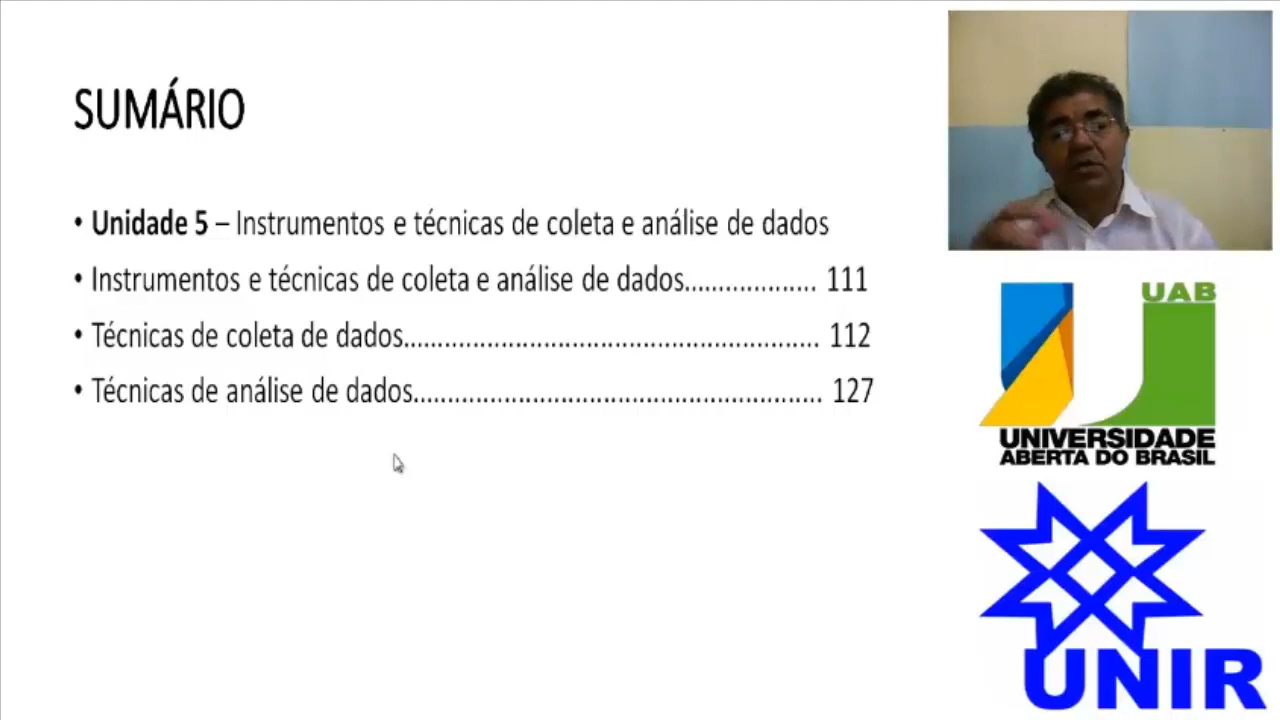 SUMÁRIO
• Unidade 5 – Instrumentos e técnicas de coleta e análise de dados
• Instrumentos e técnicas de coleta e análise de dados................... 111
• Técnicas de coleta de dados.............................................................. 112
• Técnicas de análise de dados............................................................. 127
UAB
UNIVERSIDADE
ABERTA DO BRASIL
UNIR